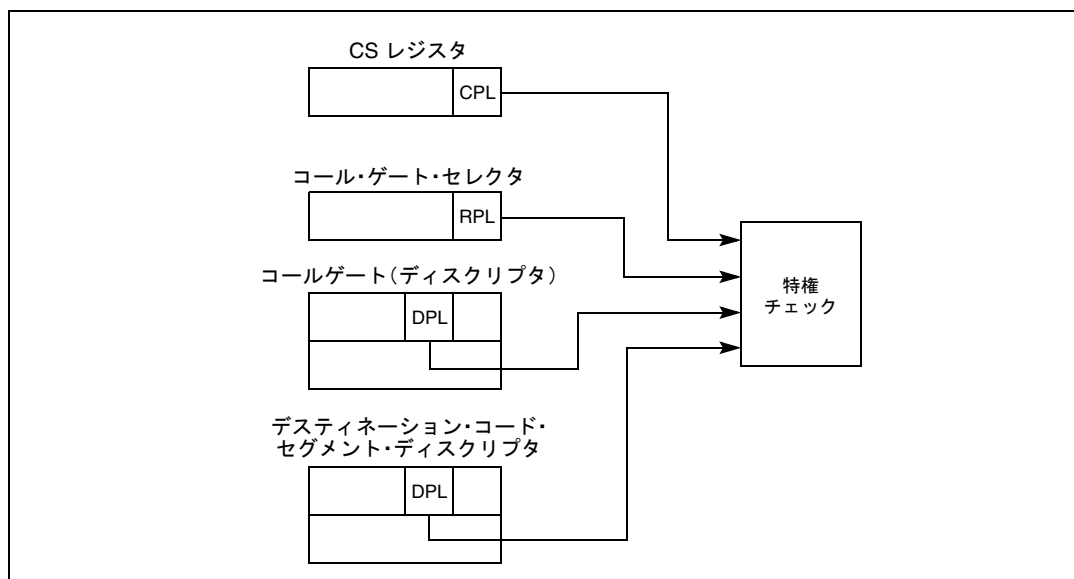 CS レジスタ
CPL
コール・ゲート・セレクタ
RPL
コールゲート(ディスクリプタ)
DPL
特権
チェック
デスティネーション・コード・
セグメント・ディスクリプタ
DPL